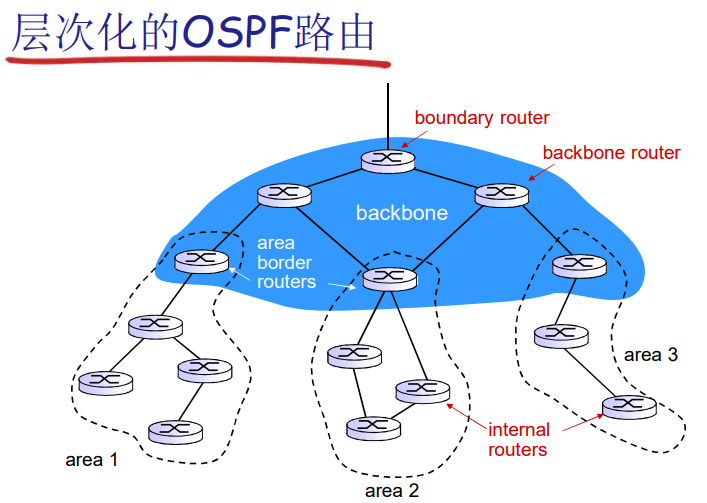 层次化的OSPF路由
boundary router
backbone router
backbone
area
border
routers
area 3
internal
routers
area 1
area 2